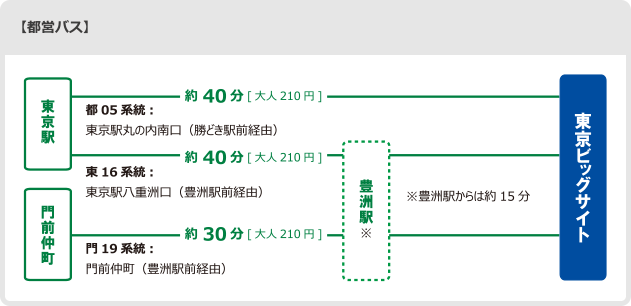 【都営バス】
東京駅
約 40 分 [ 大人 210 円 ]
都 05 系統：
東京駅丸の内南口（勝どき駅前経由）
約 40 分 [ 大人 210 円 ]
東 16 系統：
東京駅八重洲口（豊洲駅前経由）
門前仲町
約 30 分 [ 大人 210 円 ]
門 19 系統：
門前仲町（豊洲駅前経由）
豊洲駅※
※豊洲駅からは約 15 分
東京ビッグサイト